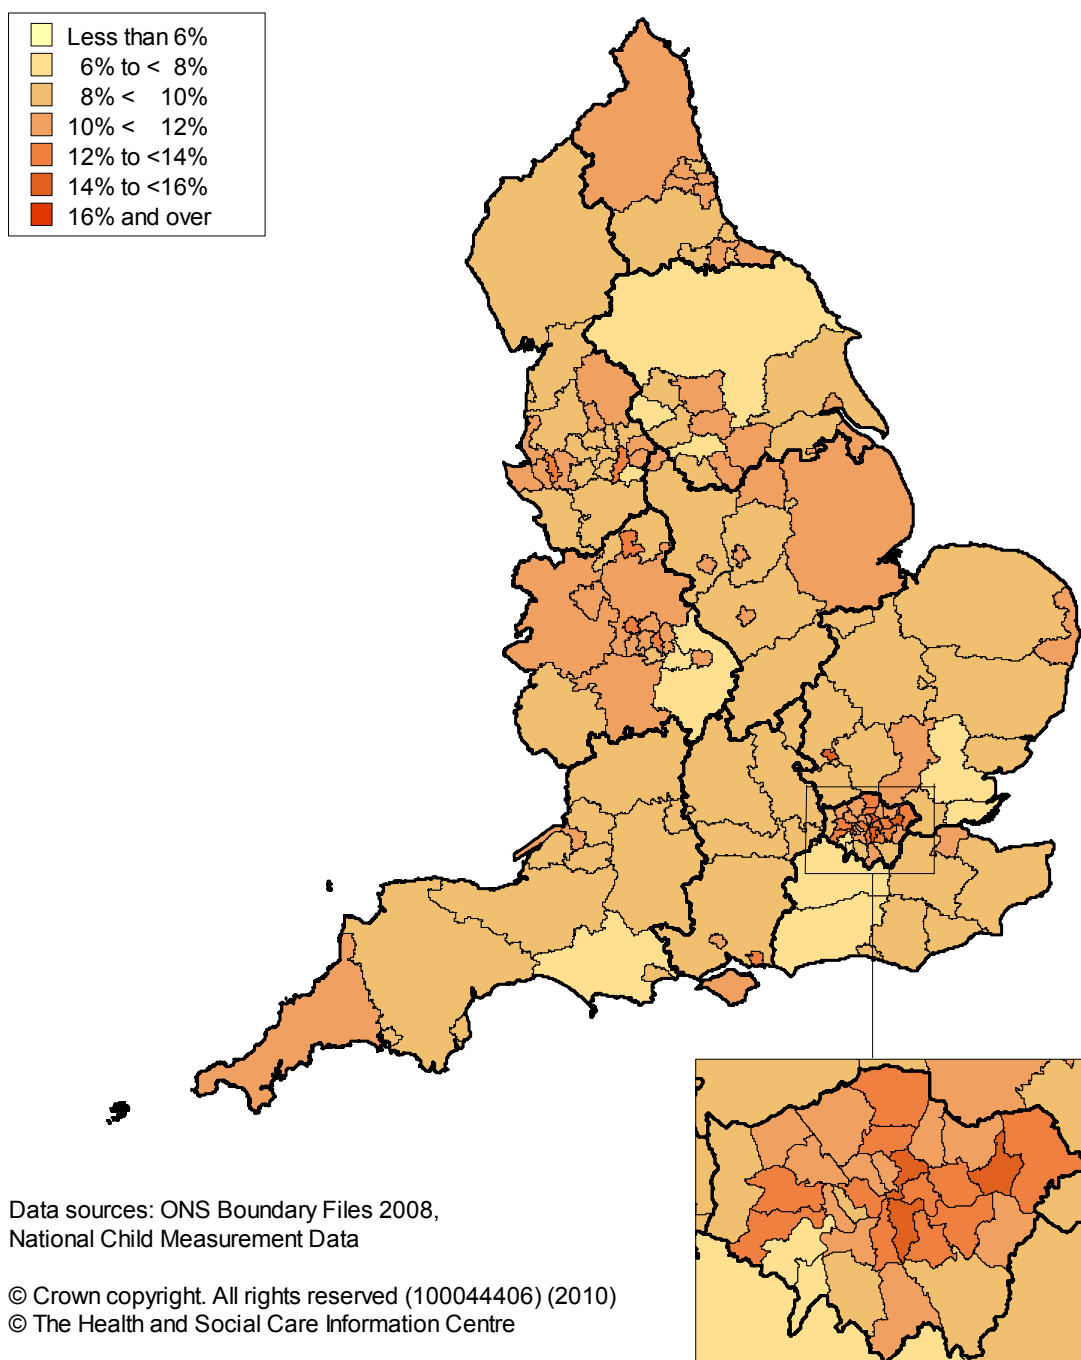 Less than 6%
6% to < 8%
8% < 10%
10% < 12%
12% to <14%
14% to <16%
16% and over
Data sources: ONS Boundary Files 2008,
National Child Measurement Data
© Crown copyright. All rights reserved (100044406) (2010)
© The Health and Social Care Information Centre